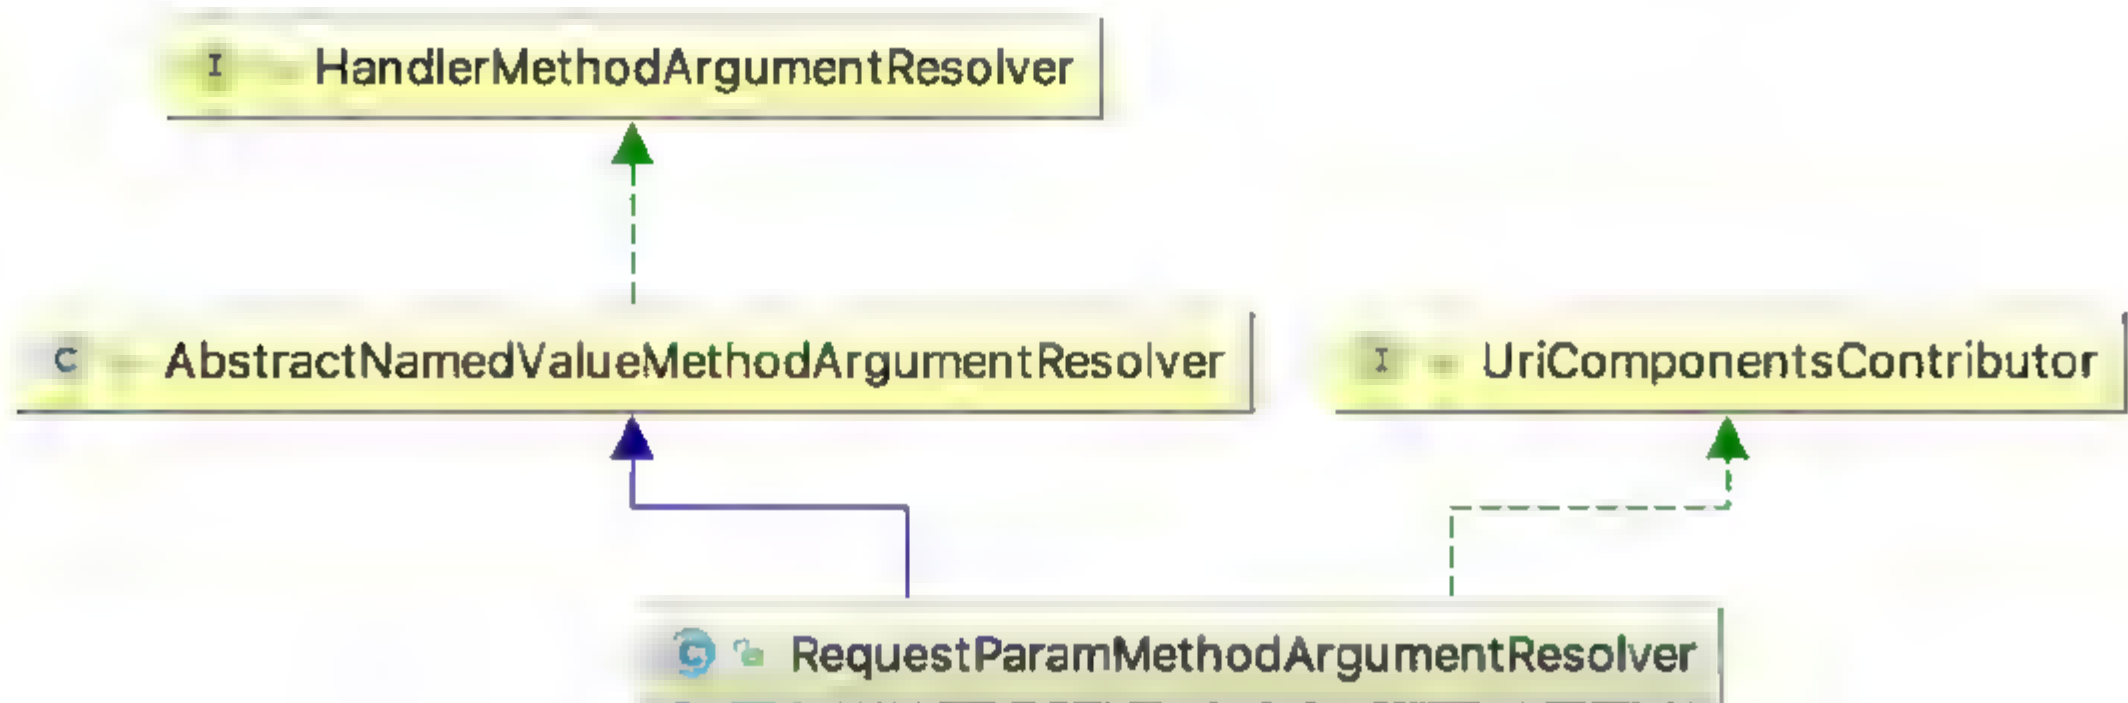 I HandlerMethodArgumentResolver
C AbstractNamedValueMethodArgumentResolver
I UriComponentsContributor
C RequestParamMethodArgumentResolver